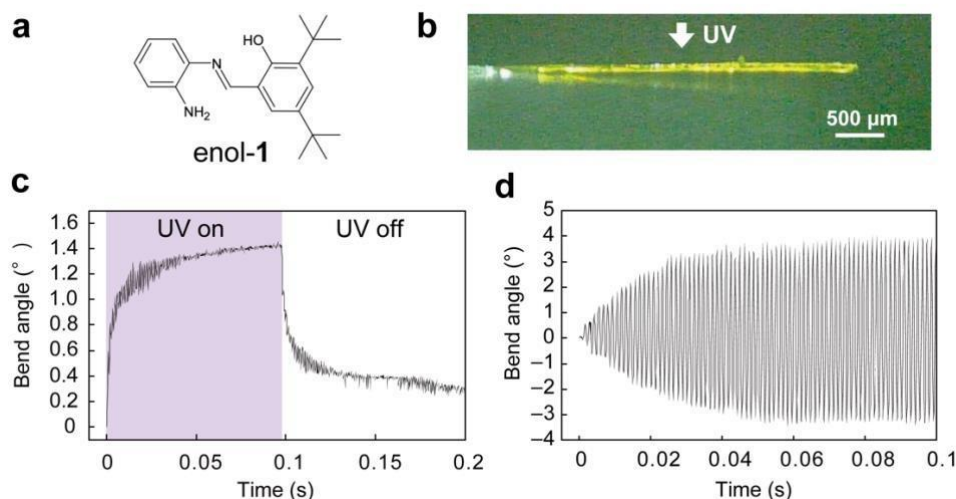 a
HO
N
NH₂
enol-1
b
UV
500 μm
c
UV on
UV off
1.6
1.4
1.2
1.0
0.8
0.6
0.4
0.2
0
Bend angle (°)
0
0.05
0.1
0.15
0.2
Time (s)
d
5
4
3
2
1
0
–1
–2
–3
–4
Bend angle (°)
0
0.02
0.04
0.06
0.08
0.1
Time (s)